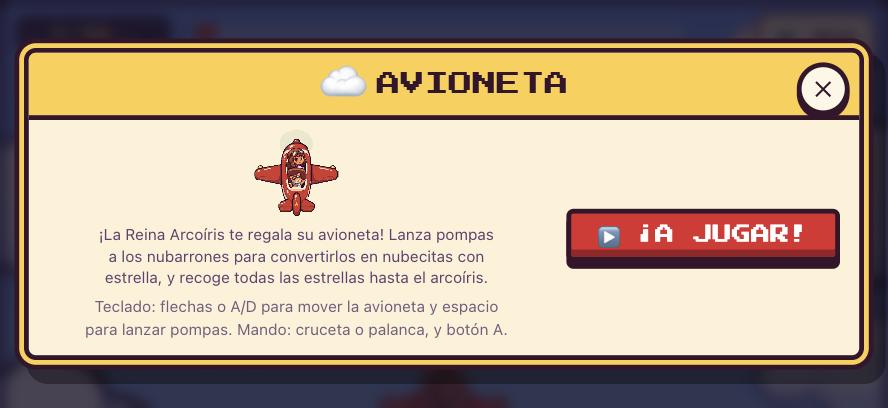 AVIONETA
¡La Reina Arcoíris te regala su avioneta! Lanza pompas
a los nubarrones para convertirlos en nubecitas con
estrella, y recoge todas las estrellas hasta el arcoíris.
Teclado: flechas o A/D para mover la avioneta y espacio
para lanzar pompas. Mando: cruceta o palanca, y botón A.
¡A JUGAR!